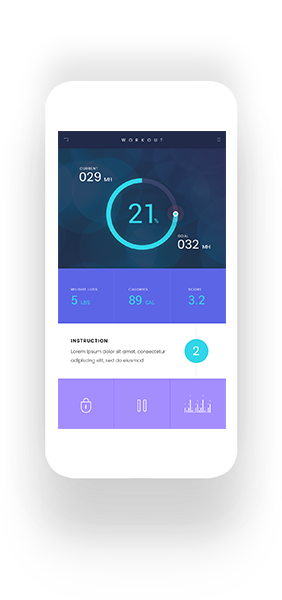 WORKOUT
CURRENT
029 MH
21%
GOAL
032 MH
WEIGHT LOSS
5 LBS
CALORIES
89 CAL
SCORE
3.2
INSTRUCTION
Lorem ipsum dolor sit amet, consectetur
adipiscing elit, sed do eiusmod
2